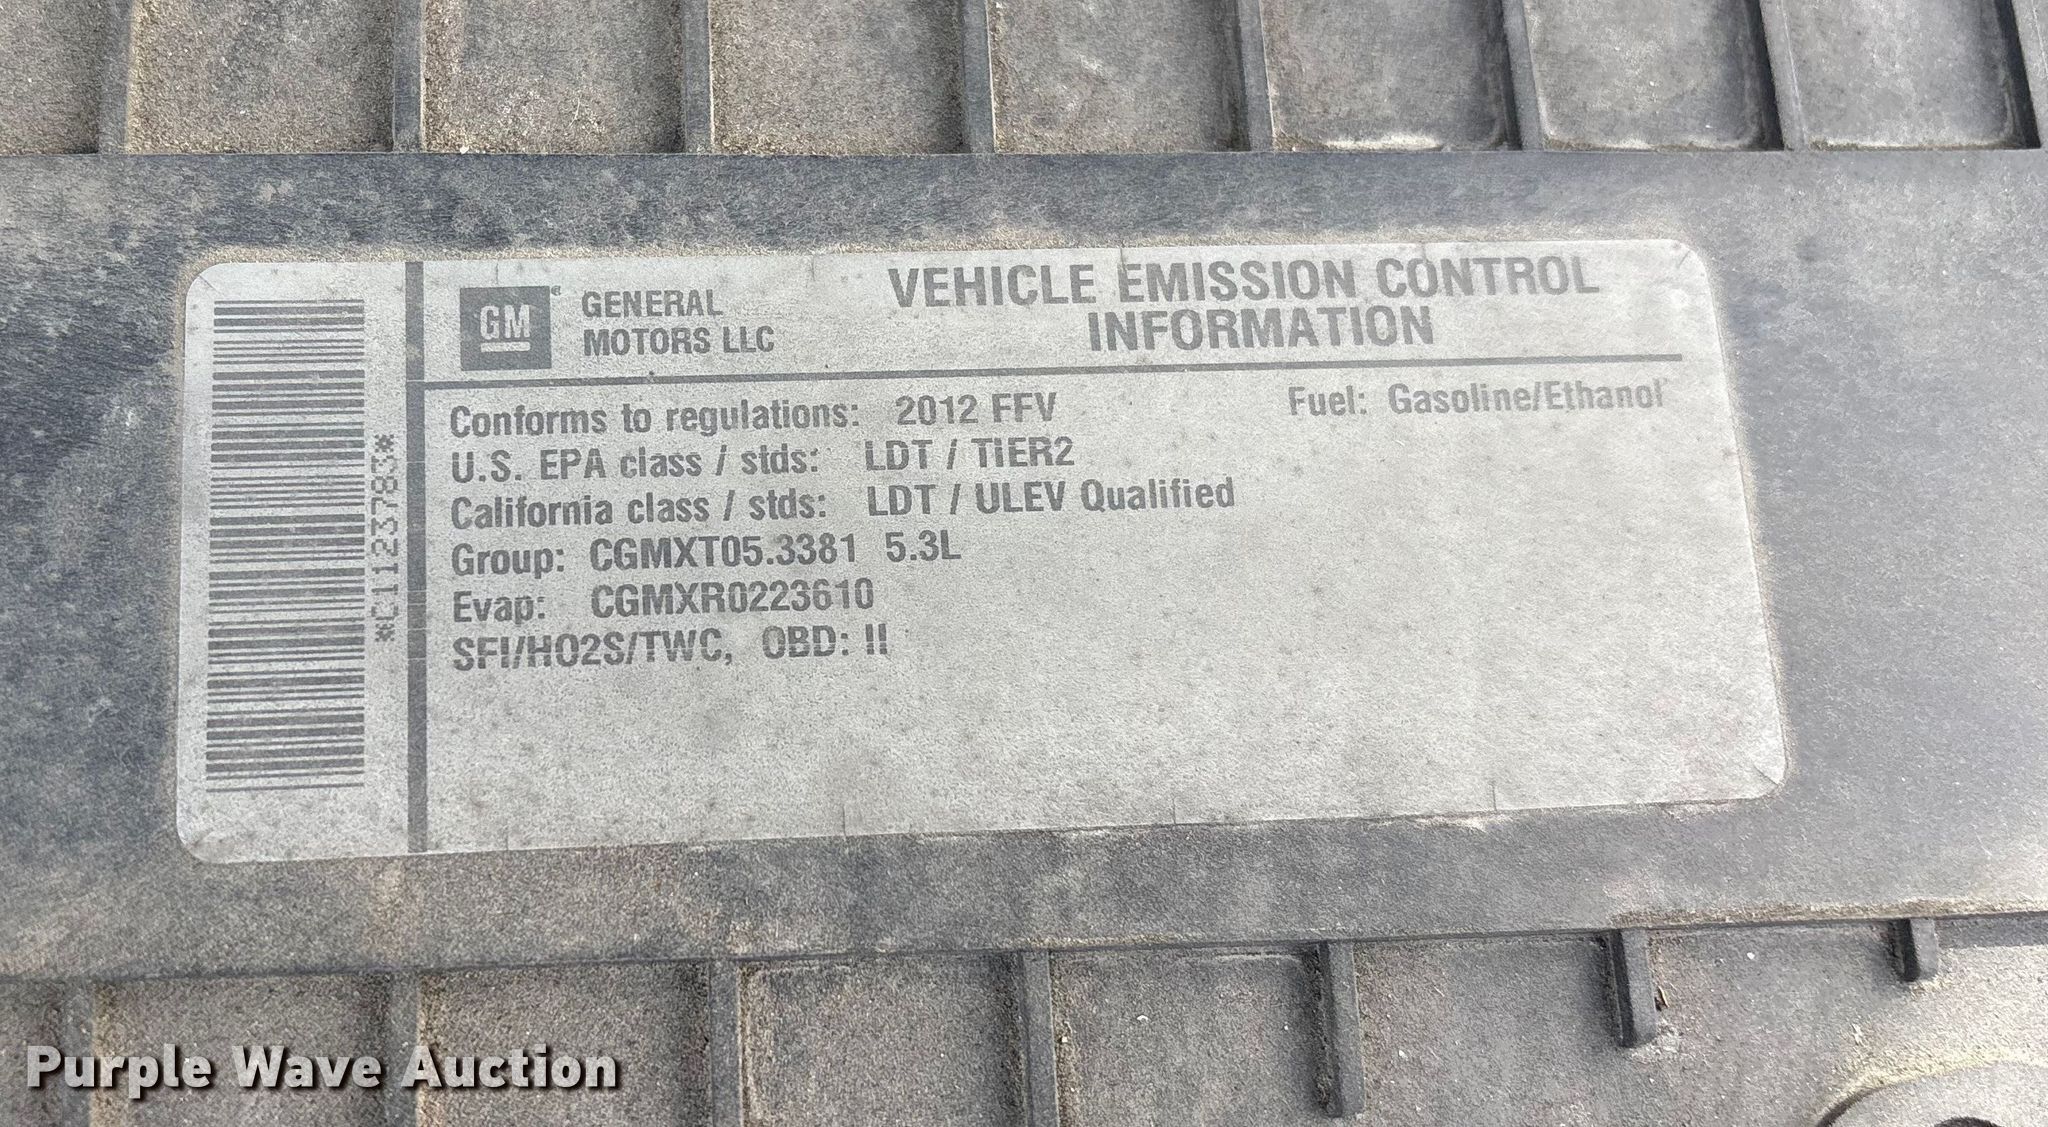 GM
GENERAL
MOTORS LLC
VEHICLE EMISSION CONTROL
INFORMATION
Conforms to regulations: 2012 FFV
Fuel: Gasoline/Ethanol
U.S. EPA class / stds: LDT / TIER2
California class / stds: LDT / ULEV Qualified
Group: CGMXT05.3381 5.3L
Evap: CGMXR0223610
SFI/HO2S/TWC, OBD: II
*C1123783*
Purple Wave Auction